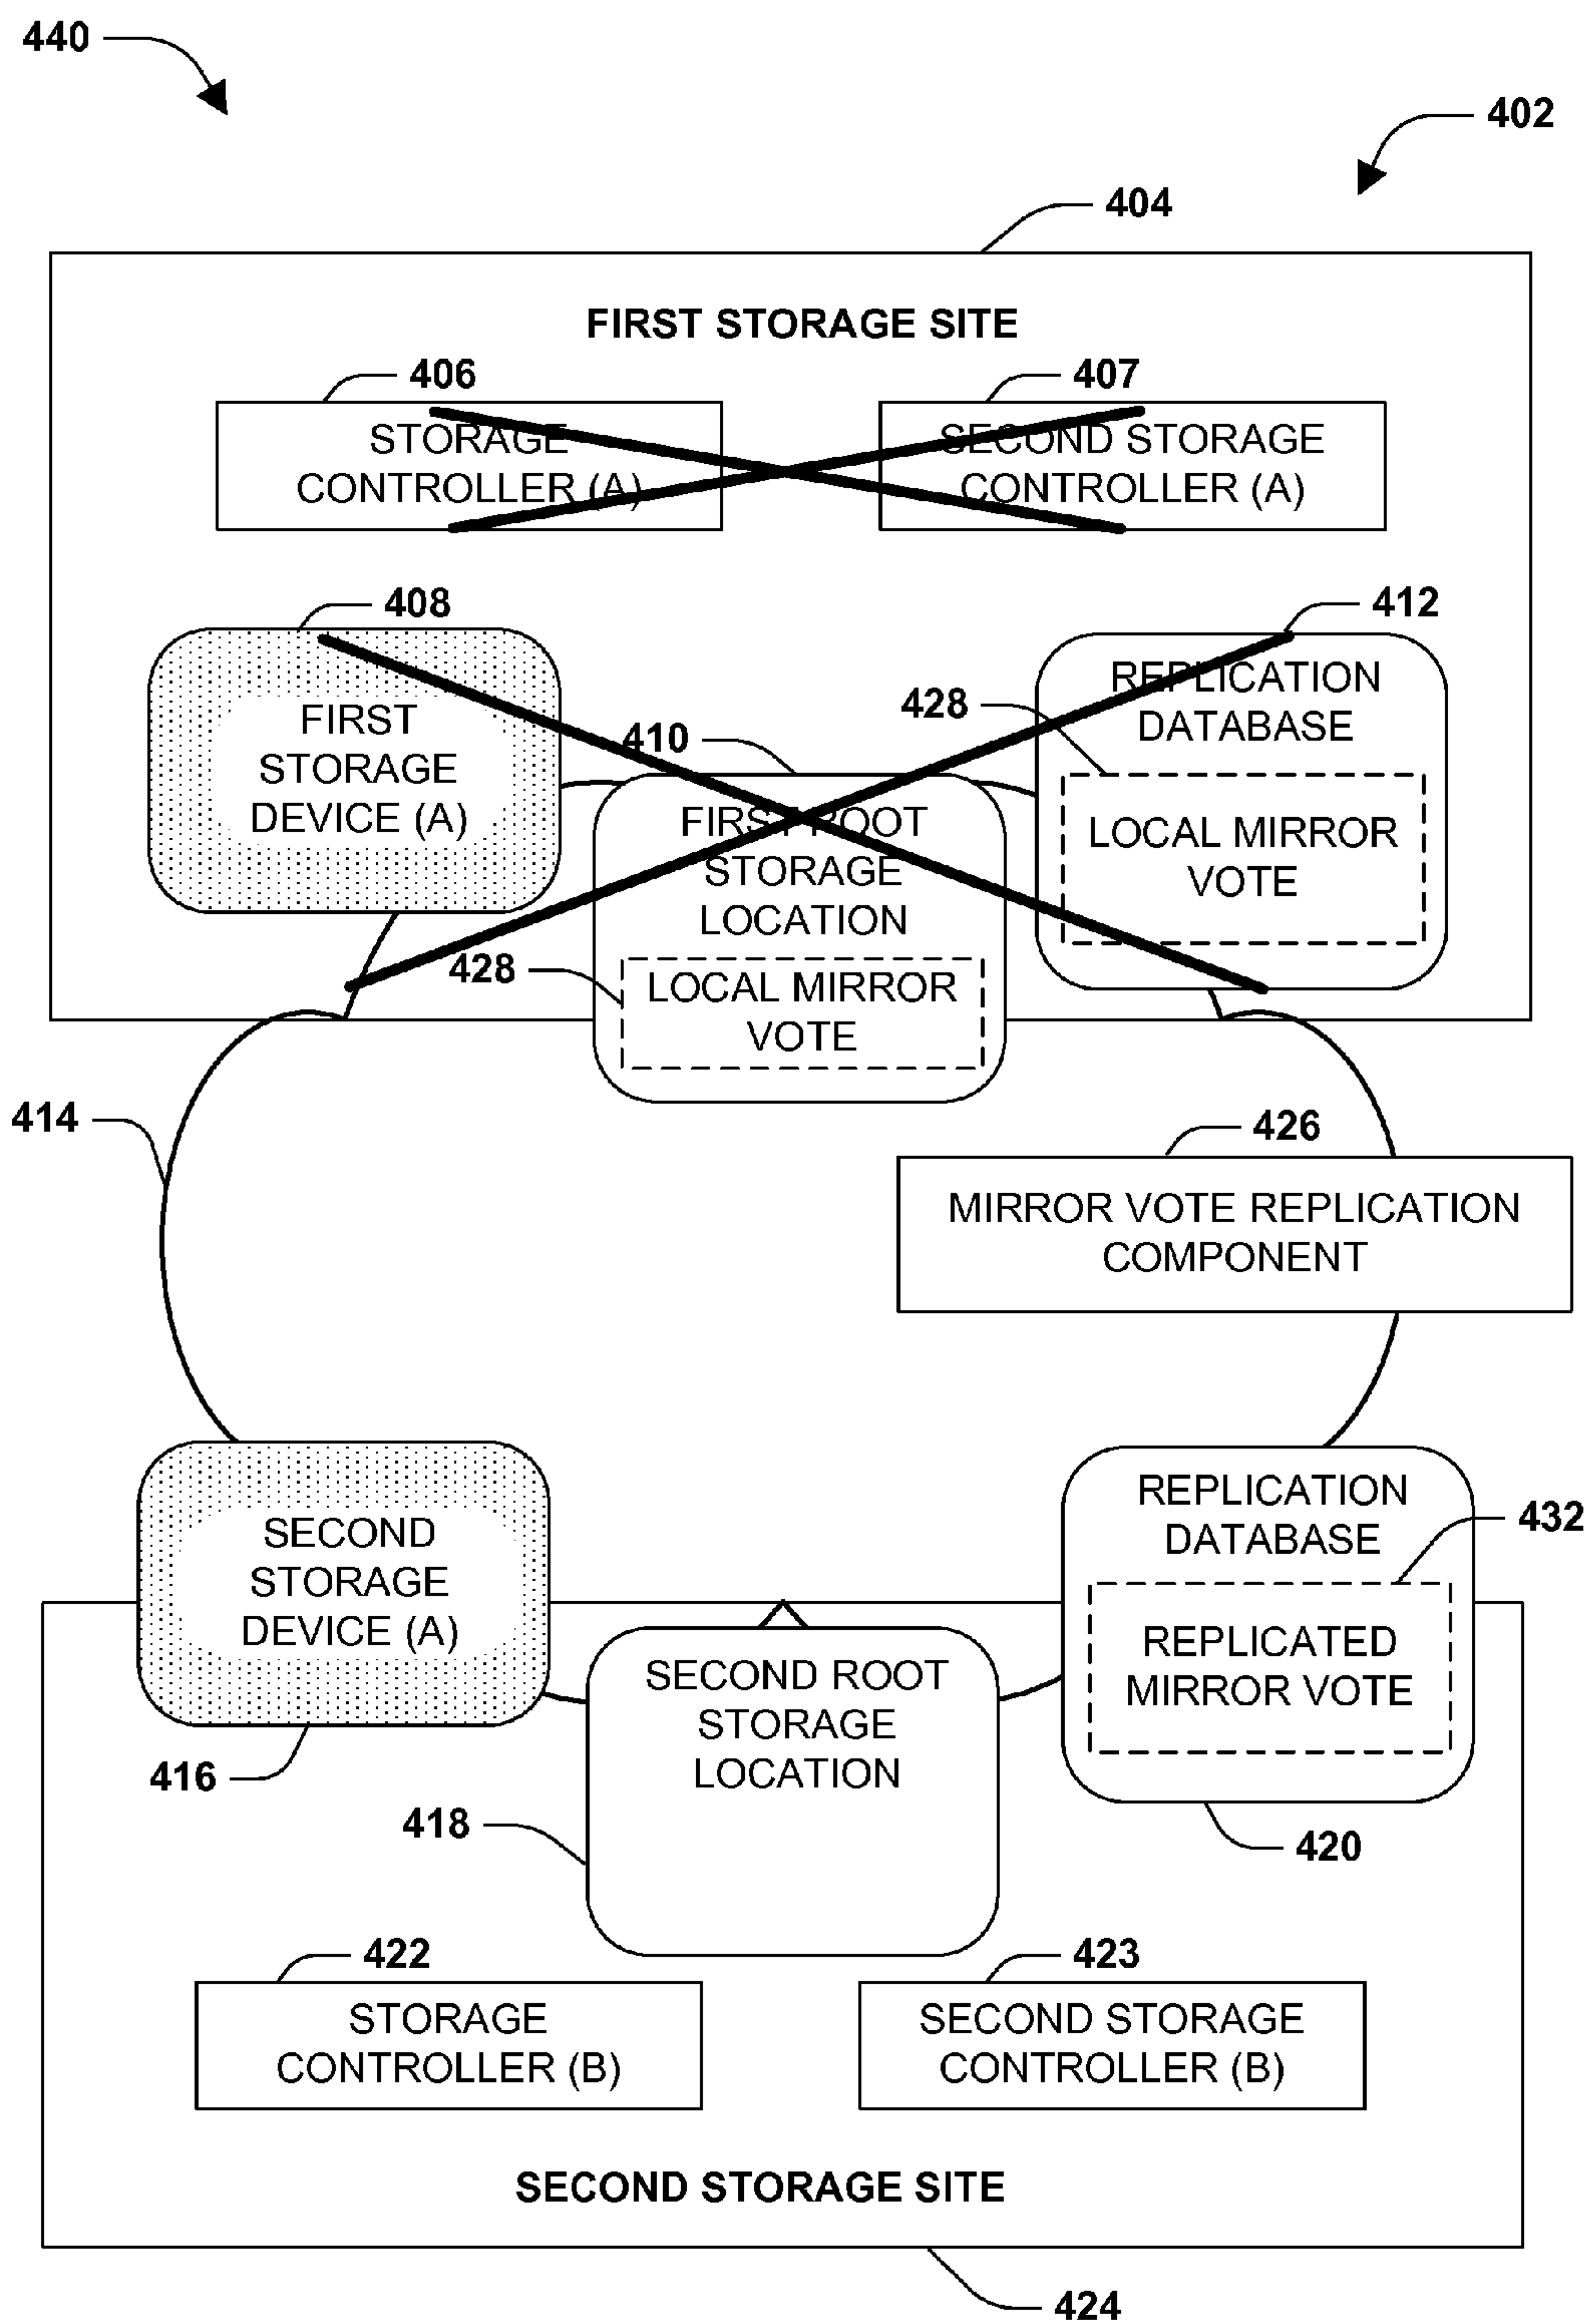 440
402
404
FIRST STORAGE SITE
406
407
STORAGE
CONTROLLER (A)
SECOND STORAGE
CONTROLLER (A)
408
412
FIRST
STORAGE
DEVICE (A)
REPLICATION
DATABASE
428
LOCAL MIRROR
VOTE
410
FIRST ROOT
STORAGE
LOCATION
428
LOCAL MIRROR
VOTE
414
426
MIRROR VOTE REPLICATION
COMPONENT
SECOND
STORAGE
DEVICE (A)
416
REPLICATION
DATABASE
432
REPLICATED
MIRROR VOTE
420
SECOND ROOT
STORAGE
LOCATION
418
422
423
STORAGE
CONTROLLER (B)
SECOND STORAGE
CONTROLLER (B)
SECOND STORAGE SITE
424